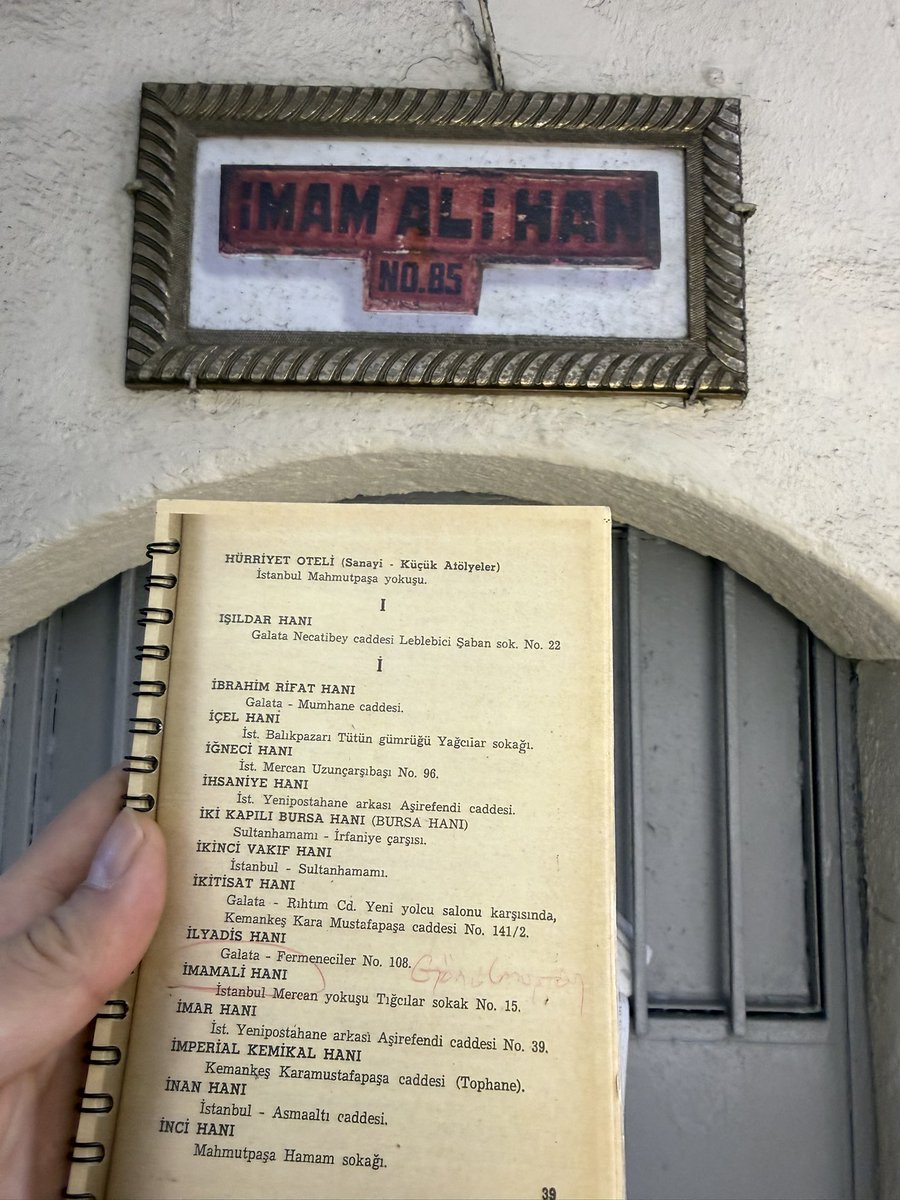 İMAM ALİ HAN
NO.85
HÜRRİYET OTELİ (Sanayi - Küçük Atölyeler)
İstanbul Mahmutpaşa yokuşu.
I
IŞILDAR HANI
Galata Necatibey caddesi Leblebici Şaban sok. No. 22
İ
İBRAHİM RIFAT HANI
Galata - Mumhane caddesi.
İÇEL HANI
İst. Balıkpazarı Tütün gümrüğü Yağcılar sokağı.
İĞNECİ HANI
İst. Mercan Uzunçarşıbaşı No. 96.
İHSANİYE HANI
İst. Yenipostahane arkası Aşirefendi caddesi.
İKİ KAPILI BURSA HANI (BURSA HANI)
Sultanhamamı - İrfaniye çarşısı.
İKİNCİ VAKIF HANI
İstanbul - Sultanhamamı.
İKİTİSAT HANI
Galata - Rıhtım Cd. Yeni yolcu salonu karşısında,
Kemankeş Kara Mustafapaşa caddesi No. 141/2.
İLYADİS HANI
Galata - Fermeneciler No. 108.
İMAMALİ HANI
İstanbul Mercan yokuşu Tığcılar sokak No. 15.
İMAR HANI
İst. Yenipostahane arkası Aşirefendi caddesi No. 39.
İMPERİAL KEMİKAL HANI
Kemankeş Karamustafapaşa caddesi (Tophane).
İNAN HANI
İstanbul - Asmaaltı caddesi.
İNCİ HANI
Mahmutpaşa Hamam sokağı.
39